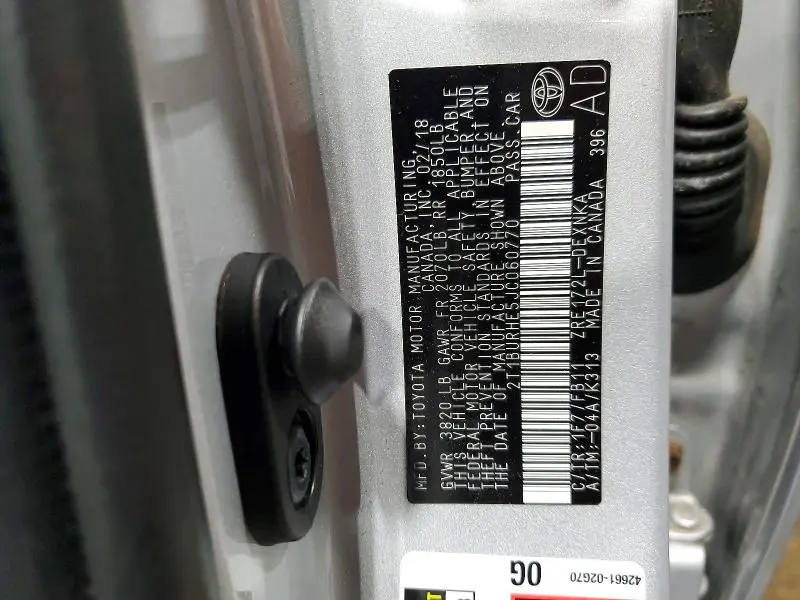 MFD.BY:TOYOTA MOTOR MANUFACTURING,
CANADA, INC. 02/18
GVWR 3820 LB GAWR FR 2070LB,RR 1850LB
THIS VEHICLE CONFORMS TO ALL APPLICABLE
FEDERAL MOTOR VEHICLE SAFETY, BUMPER,AND
THEFT PREVENTION STANDARDS IN EFFECT ON
THE DATE OF MANUFACTURE SHOWN ABOVE.
2T1BURHE5JC060770 PASS.CAR
C/TR:1F7/FB11 ZRE172L-DEXNKA
A/TM:-04A/K313 MADE IN CANADA 396
AD
0G
42661-02G70